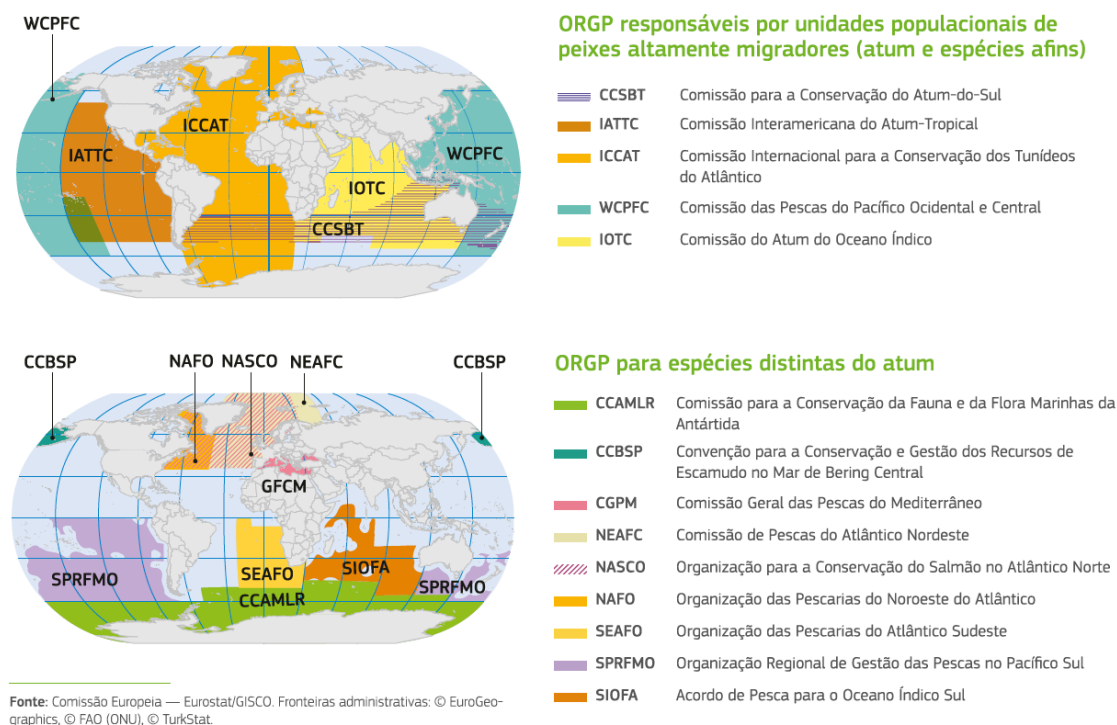 WCPFC
ICCAT
IATTC
WCPFC
IOTC
CCSBT
ORGP responsáveis por unidades populacionais de
peixes altamente migradores (atum e espécies afins)
CCSBT Comissão para a Conservação do Atum-do-Sul
IATTC Comissão Interamericana do Atum-Tropical
ICCAT Comissão Internacional para a Conservação dos Tunídeos
do Atlântico
WCPFC Comissão das Pescas do Pacífico Ocidental e Central
IOTC Comissão do Atum do Oceano Índico
CCBSP NAFO NASCO NEAFC CCBSP
GFCM
SPRFMO
SEAFO
SIOFA
SPRFMO
CCAMLR
ORGP para espécies distintas do atum
CCAMLR Comissão para a Conservação da Fauna e da Flora Marinhas da
Antártida
CCBSP Convenção para a Conservação e Gestão dos Recursos de
Escamudo no Mar de Bering Central
CGPM Comissão Geral das Pescas do Mediterrâneo
NEAFC Comissão de Pescas do Atlântico Nordeste
NASCO Organização para a Conservação do Salmão no Atlântico Norte
NAFO Organização das Pescarias do Noroeste do Atlântico
SEAFO Organização das Pescarias do Atlântico Sudeste
SPRFMO Organização Regional de Gestão das Pescas no Pacífico Sul
SIOFA Acordo de Pesca para o Oceano Índico Sul
Fonte: Comissão Europeia — Eurostat/GISCO. Fronteiras administrativas: © EuroGeo-
graphics, © FAO (ONU), © TurkStat.